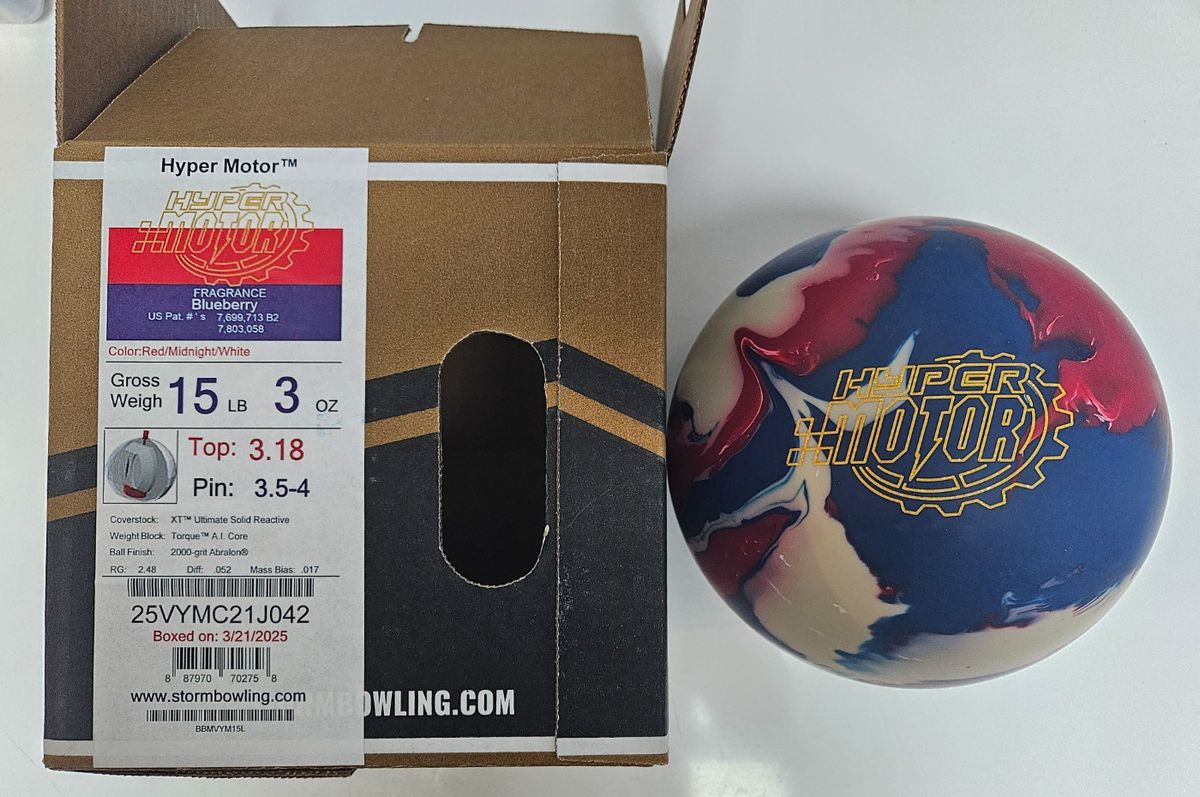 Hyper Motor™
HYPER
MOTOR
FRAGRANCE
Blueberry
US Pat. #'s 7,699,713 B2
7,803,058
Color:Red/Midnight/White
Gross
Weigh 15 LB 3 OZ
Top: 3.18
Pin: 3.5-4
Coverstock: XT™ Ultimate Solid Reactive
Weight Block: Torque™ A.I. Core
Ball Finish: 2000-grit Abralon®
RG: 2.48 Diff: .052 Mass Bias: .017
25VYMC21J042
Boxed on: 3/21/2025
8 87970 70275 8
www.stormbowling.com
BBMVYM15L
RMBOWLING.COM
HYPER
MOTOR